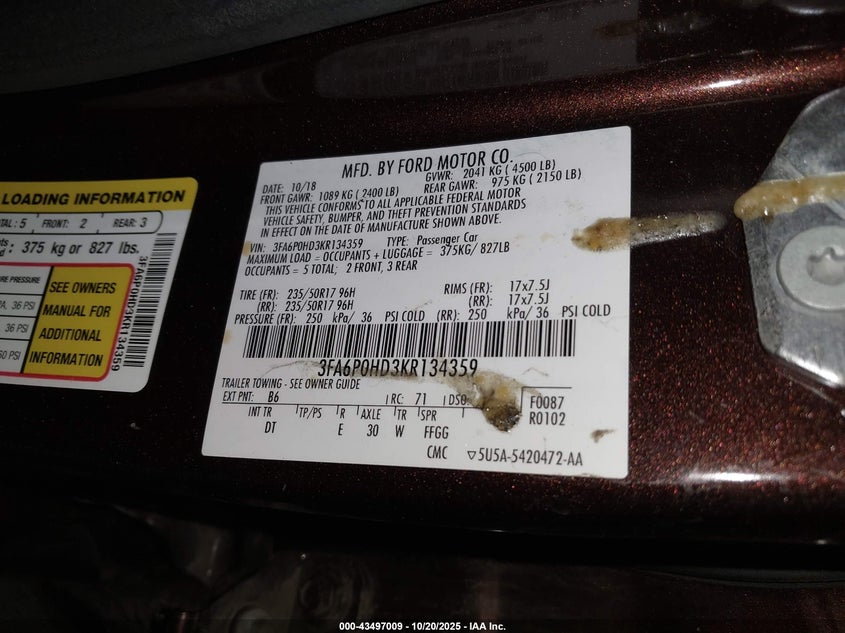 LOADING INFORMATION
TAL: 5 FRONT: 2 REAR: 3
: 375 kg or 827 lbs.
PRESSURE
36 PSI
36 PSI
60 PSI
SEE OWNERS
MANUAL FOR
ADDITIONAL
INFORMATION
3FA6P0HD3KR134359
MFD. BY FORD MOTOR CO.
DATE: 10/18 GVWR: 2041 KG ( 4500 LB)
FRONT GAWR: 1089 KG ( 2400 LB) REAR GAWR: 975 KG ( 2150 LB)
THIS VEHICLE CONFORMS TO ALL APPLICABLE FEDERAL MOTOR
VEHICLE SAFETY, BUMPER, AND THEFT PREVENTION STANDARDS
IN EFFECT ON THE DATE OF MANUFACTURE SHOWN ABOVE.
VIN: 3FA6P0HD3KR134359 TYPE: Passenger Car
MAXIMUM LOAD = OCCUPANTS + LUGGAGE = 375KG/ 827LB
OCCUPANTS = 5 TOTAL; 2 FRONT, 3 REAR
TIRE (FR): 235/50R17 96H RIMS (FR): 17x7.5J
(RR): 235/50R17 96H (RR): 17x7.5J
PRESSURE (FR): 250 kPa/ 36 PSI COLD (RR): 250 kPa/ 36 PSI COLD
3FA6P0HD3KR134359
TRAILER TOWING - SEE OWNER GUIDE
EXT PNT: B6 RC: 71 DSO: F0087
INT TR TP/PS R AXLE TR SPR R0102
DT E 30 W FFGG
CMC ▽5U5A-5420472-AA
000-43497009 - 10/20/2025 - IAA Inc.